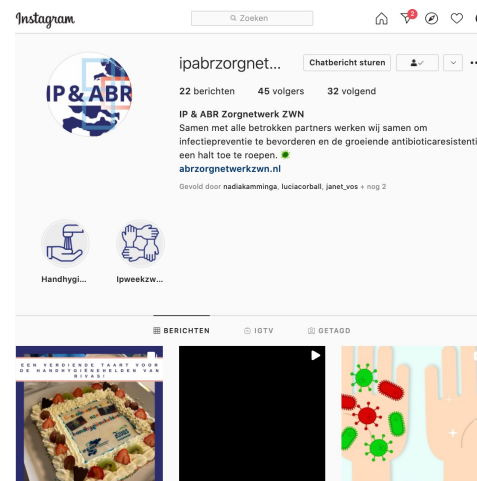 Instagram
Zoeken
2
IP & ABR
ipabrzorgnet...
Chatbericht sturen
22 berichten 45 volgers 32 volgend
IP & ABR Zorgnetwerk ZWN
Samen met alle betrokken partners werken wij samen om
infectiepreventie te bevorderen en de groeiende antibioticaresistenti
een halt toe te roepen.
abrzorgnetwerkzwn.nl
Gevold door nadiakamminga, luciacorball, janet_vos + nog 2
Handhygi... Ipweekzw...
BERICHTEN IGTV GETAGD
EEN VERDIENDE TAART VOOR
DE HANDHYGIËNEHELDEN VAN
RIVAS!